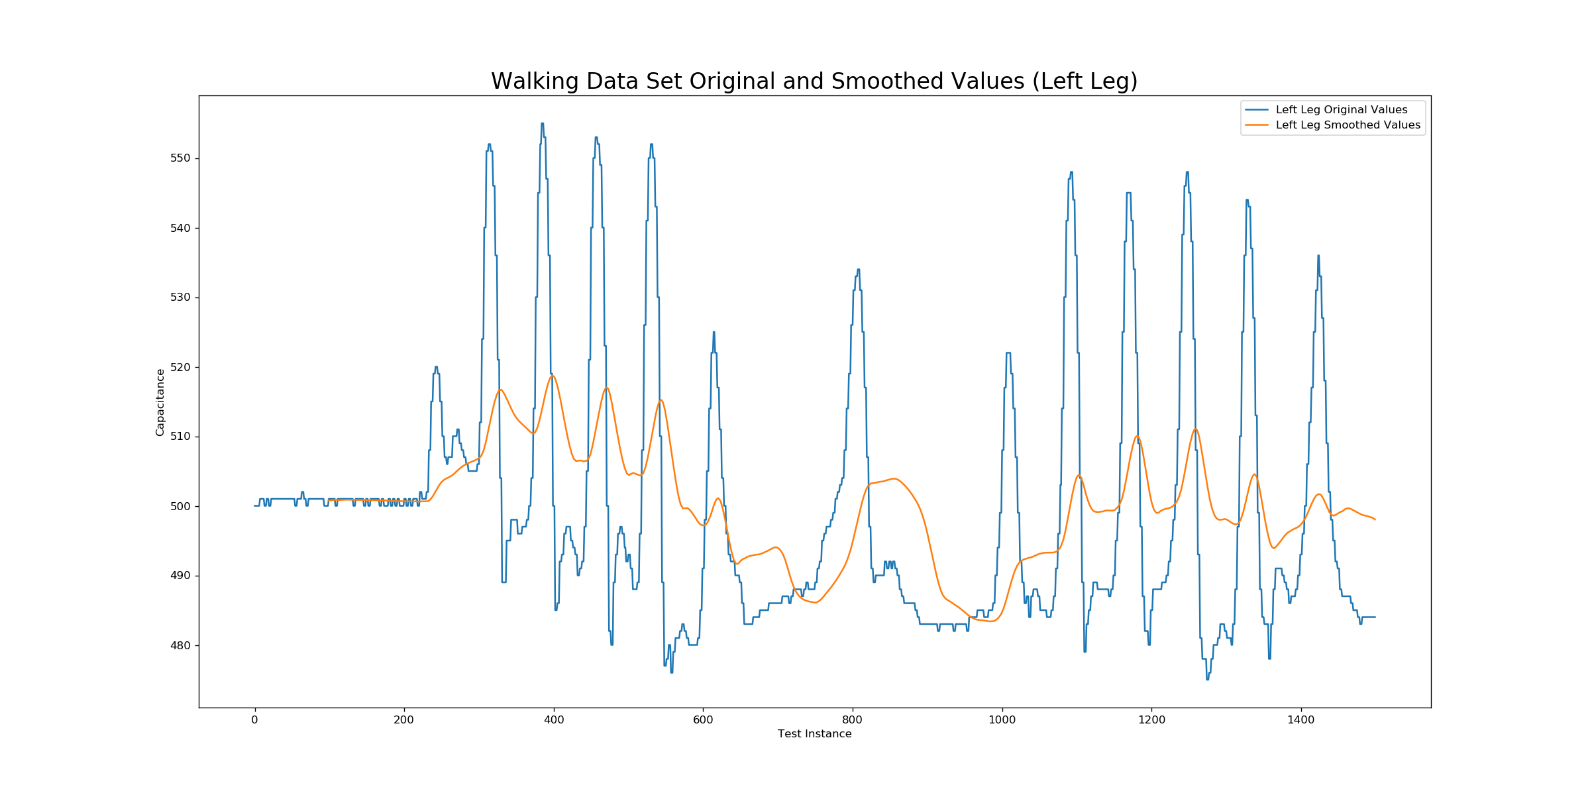 Walking Data Set Original and Smoothed Values (Left Leg)
Left Leg Original Values
Left Leg Smoothed Values
550
540
530
520
510
500
490
480
Capacitance
0 200 400 600 800 1000 1200 1400
Test Instance